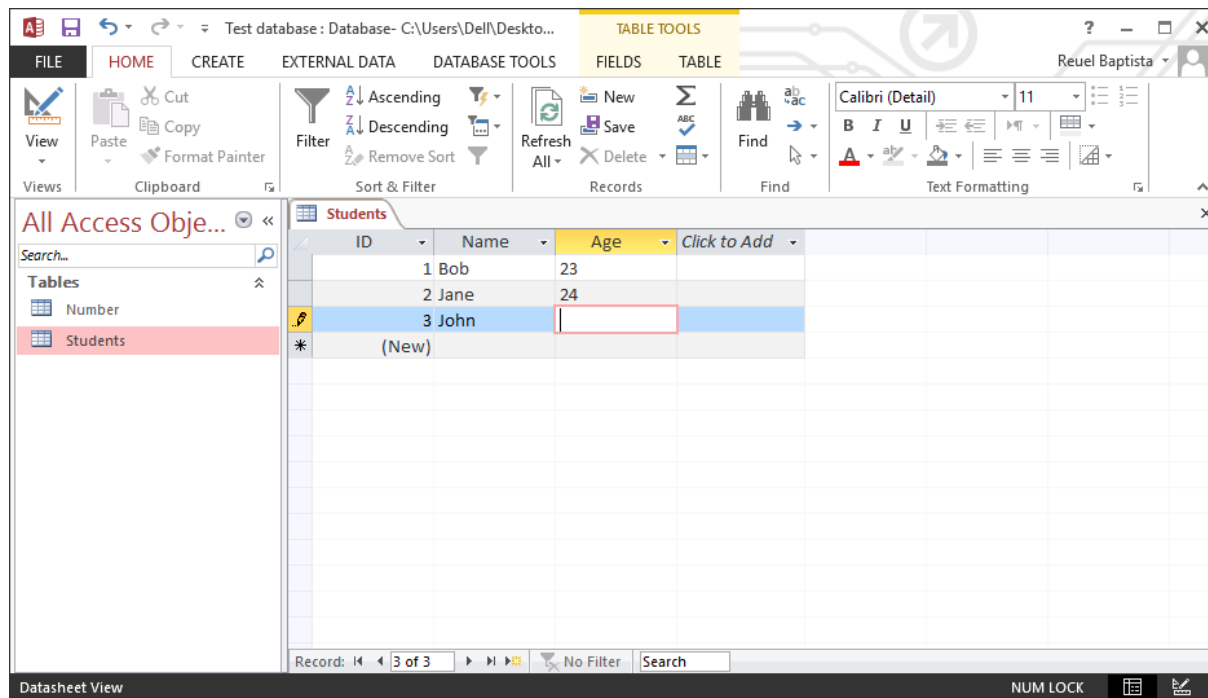 Test database : Database- C:\Users\Dell\Deskto...
TABLE TOOLS
?
FILE HOME CREATE EXTERNAL DATA DATABASE TOOLS FIELDS TABLE
Reuel Baptista
View
Paste
Cut
Copy
Format Painter
Filter
Ascending
Descending
Remove Sort
Refresh
All
New
Save
Delete
Find
Calibri (Detail) 11
B I U
Views Clipboard Sort & Filter Records Find Text Formatting
All Access Obje... «
Search...
Tables
Number
Students
Students
ID Name Age Click to Add
1 Bob 23
2 Jane 24
3 John
(New)
Record: 3 of 3 No Filter Search
Datasheet View NUM LOCK